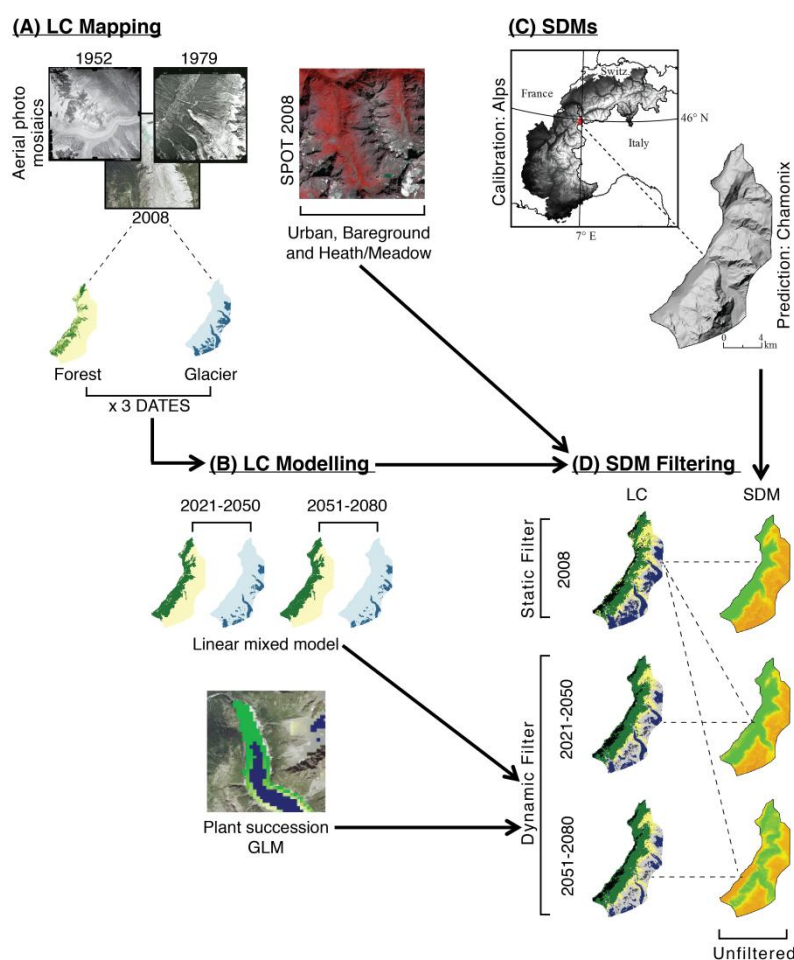 (A) LC Mapping
1952
1979
Aerial photo
mosiaics
2008
SPOT 2008
Urban, Bareground
and Heath/Meadow
Forest
Glacier
x 3 DATES
(C) SDMs
Calibration: Alps
Switz.
France
46° N
Italy
7° E
Prediction: Chamonix
0 4
km
(B) LC Modelling
2021-2050
2051-2080
Linear mixed model
Plant succession
GLM
(D) SDM Filtering
LC
SDM
Static Filter
2008
Dynamic Filter
2021-2050
2051-2080
Unfiltered